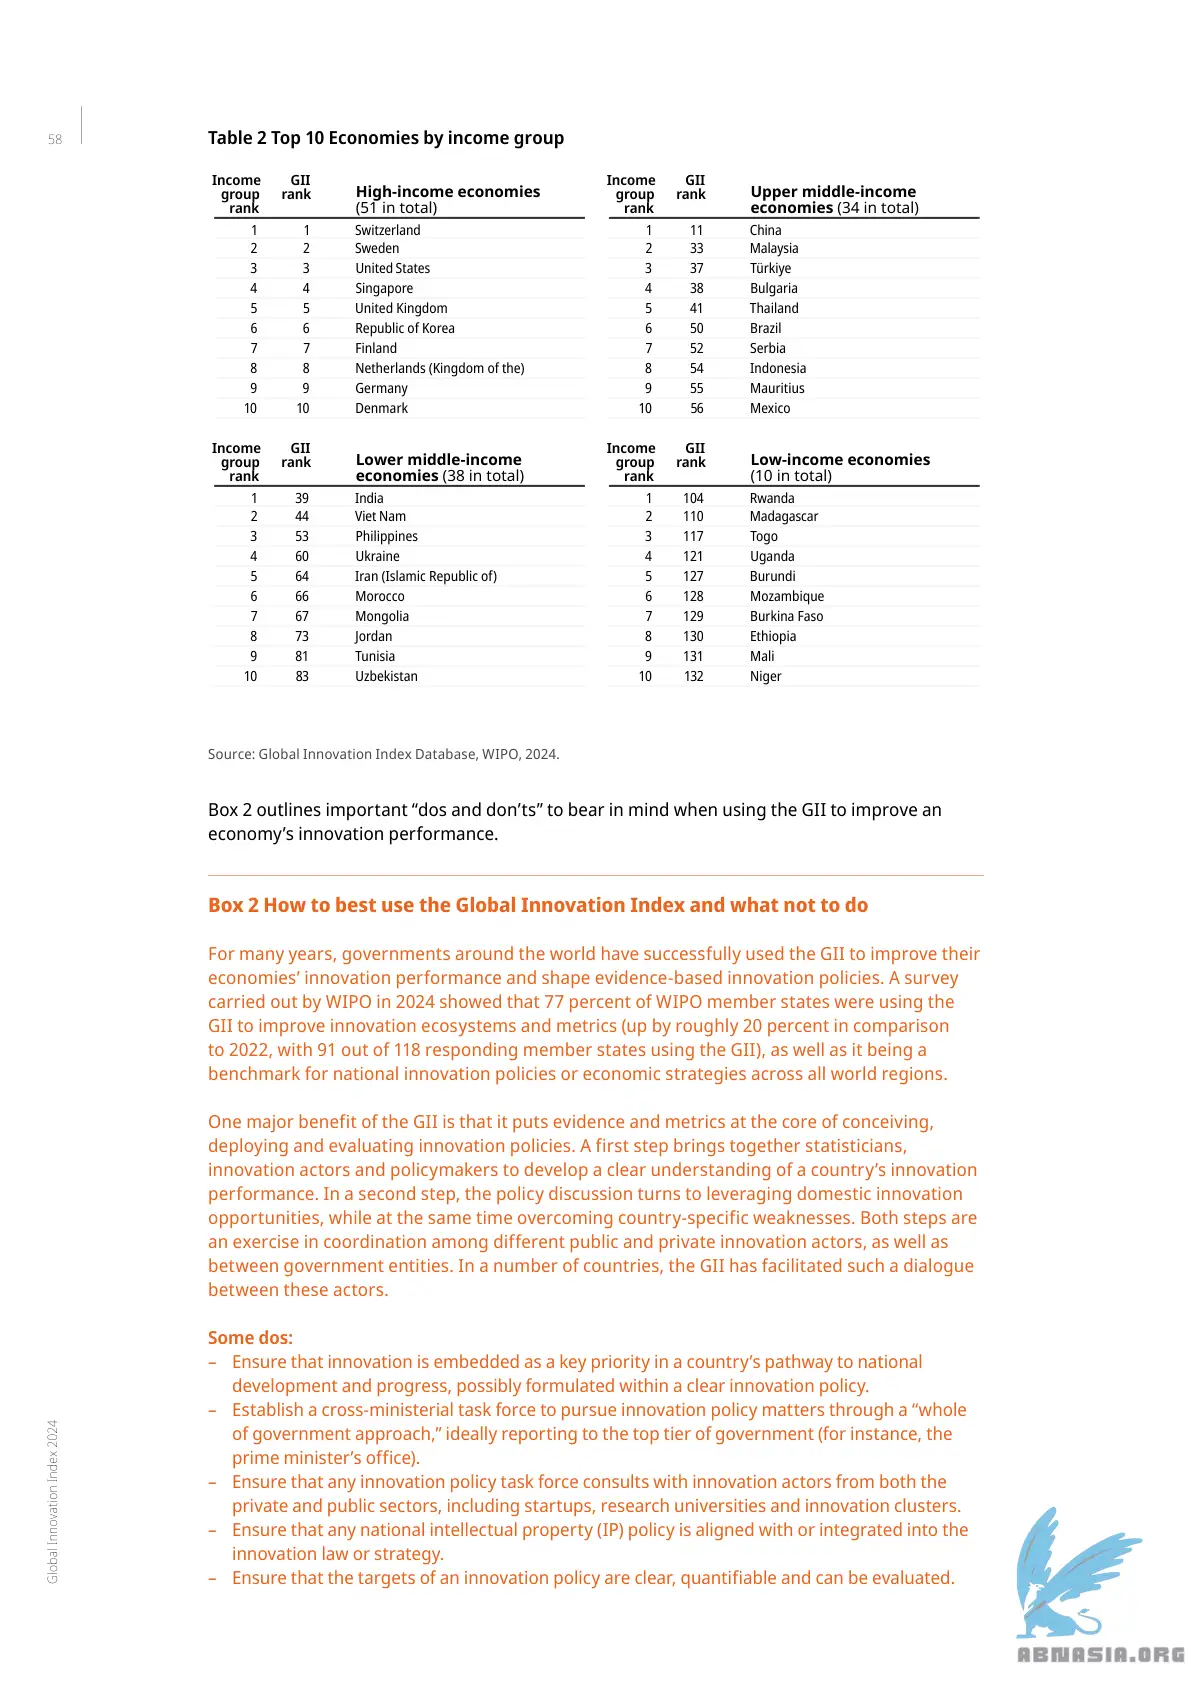 58
Table 2 Top 10 Economies by income group
Income group rank GII rank High-income economies (51 in total)
1 1 Switzerland
2 2 Sweden
3 3 United States
4 4 Singapore
5 5 United Kingdom
6 6 Republic of Korea
7 7 Finland
8 8 Netherlands (Kingdom of the)
9 9 Germany
10 10 Denmark
Income group rank GII rank Upper middle-income economies (34 in total)
1 11 China
2 33 Malaysia
3 37 Türkiye
4 38 Bulgaria
5 41 Thailand
6 50 Brazil
7 52 Serbia
8 54 Indonesia
9 55 Mauritius
10 56 Mexico
Income group rank GII rank Lower middle-income economies (38 in total)
1 39 India
2 44 Viet Nam
3 53 Philippines
4 60 Ukraine
5 64 Iran (Islamic Republic of)
6 66 Morocco
7 67 Mongolia
8 73 Jordan
9 81 Tunisia
10 83 Uzbekistan
Income group rank GII rank Low-income economies (10 in total)
1 104 Rwanda
2 110 Madagascar
3 117 Togo
4 121 Uganda
5 127 Burundi
6 128 Mozambique
7 129 Burkina Faso
8 130 Ethiopia
9 131 Mali
10 132 Niger
Source: Global Innovation Index Database, WIPO, 2024.
Box 2 outlines important “dos and don’ts” to bear in mind when using the GII to improve an
economy’s innovation performance.
Box 2 How to best use the Global Innovation Index and what not to do
For many years, governments around the world have successfully used the GII to improve their
economies’ innovation performance and shape evidence-based innovation policies. A survey
carried out by WIPO in 2024 showed that 77 percent of WIPO member states were using the
GII to improve innovation ecosystems and metrics (up by roughly 20 percent in comparison
to 2022, with 91 out of 118 responding member states using the GII), as well as it being a
benchmark for national innovation policies or economic strategies across all world regions.
One major benefit of the GII is that it puts evidence and metrics at the core of conceiving,
deploying and evaluating innovation policies. A first step brings together statisticians,
innovation actors and policymakers to develop a clear understanding of a country’s innovation
performance. In a second step, the policy discussion turns to leveraging domestic innovation
opportunities, while at the same time overcoming country-specific weaknesses. Both steps are
an exercise in coordination among different public and private innovation actors, as well as
between government entities. In a number of countries, the GII has facilitated such a dialogue
between these actors.
Some dos:
– Ensure that innovation is embedded as a key priority in a country’s pathway to national
development and progress, possibly formulated within a clear innovation policy.
– Establish a cross-ministerial task force to pursue innovation policy matters through a “whole
of government approach,” ideally reporting to the top tier of government (for instance, the
prime minister’s office).
– Ensure that any innovation policy task force consults with innovation actors from both the
private and public sectors, including startups, research universities and innovation clusters.
– Ensure that any national intellectual property (IP) policy is aligned with or integrated into the
innovation law or strategy.
– Ensure that the targets of an innovation policy are clear, quantifiable and can be evaluated.
Global Innovation Index 2024
ABNASIA.ORG